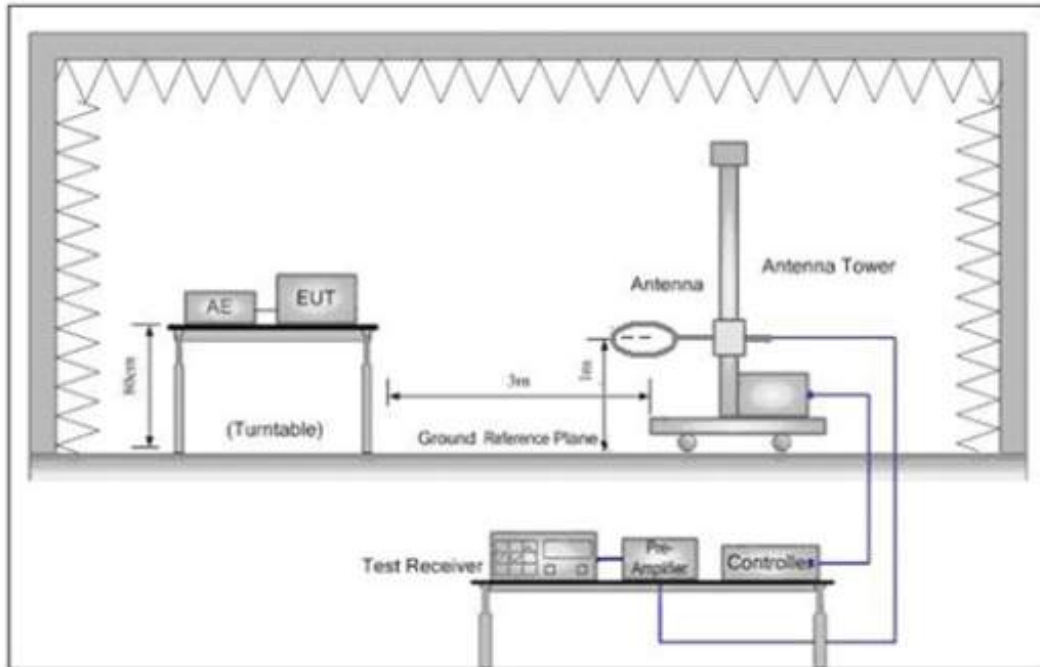 Antenna Tower
Antenna
AE
EUT
80cm
3m
1m
(Turntable)
Ground Reference Plane
Test Receiver
Pre-
Amplifier
Controller